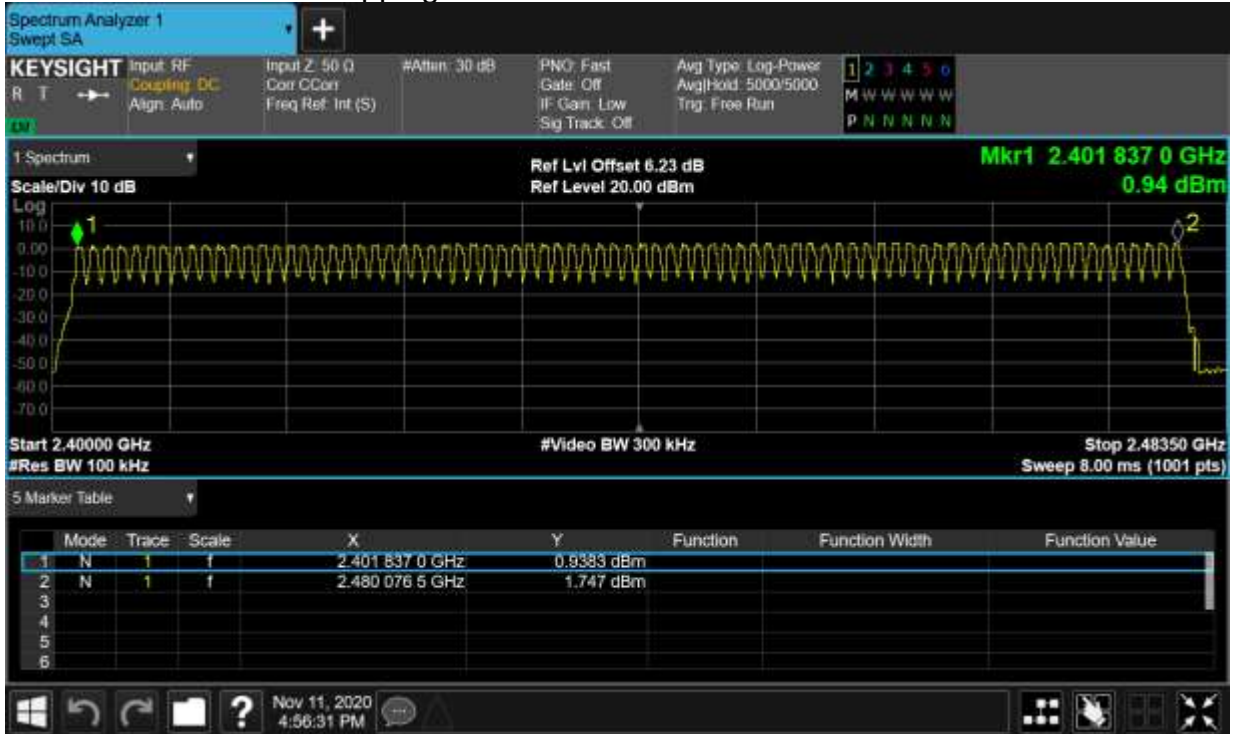 Spectrum Analyzer 1
Swept SA
+
KEYSIGHT Input: RF Input Z: 50 Ω #Atten: 30 dB PNO: Fast Avg Type: Log-Power 1 2 3 4 5 6
R T Coupling: DC Corr CCorr Gate: Off Avg|Hold: 5000/5000 M W W W W W
Align: Auto Freq Ref: Int (S) IF Gain: Low Trig: Free Run P N N N N N
Sig Track: Off
1 Spectrum
Ref Lvl Offset 6.23 dB Mkr1 2.401 837 0 GHz
Scale/Div 10 dB Ref Level 20.00 dBm 0.94 dBm
Log
10.0
0.00
-10.0
-20.0
-30.0
-40.0
-50.0
-60.0
-70.0
1
2
Start 2.40000 GHz #Video BW 300 kHz Stop 2.48350 GHz
#Res BW 100 kHz Sweep 8.00 ms (1001 pts)
5 Marker Table
Mode Trace Scale X Y Function Function Width Function Value
1 N 1 f 2.401 837 0 GHz 0.9383 dBm
2 N 1 f 2.480 076 5 GHz 1.747 dBm
3
4
5
6
? Nov 11, 2020
4:56:31 PM